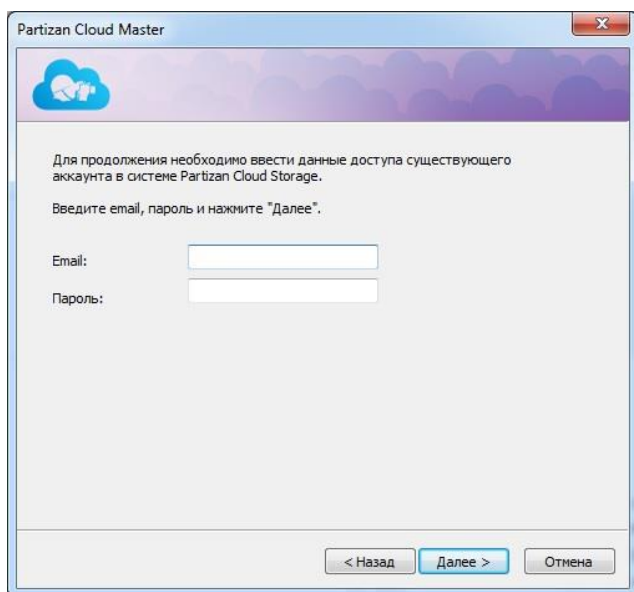 Partizan Cloud Master
Для продолжения необходимо ввести данные доступа существующего
аккаунта в системе Partizan Cloud Storage.
Введите email, пароль и нажмите "Далее".
Email:
Пароль:
< Назад
Далее >
Отмена